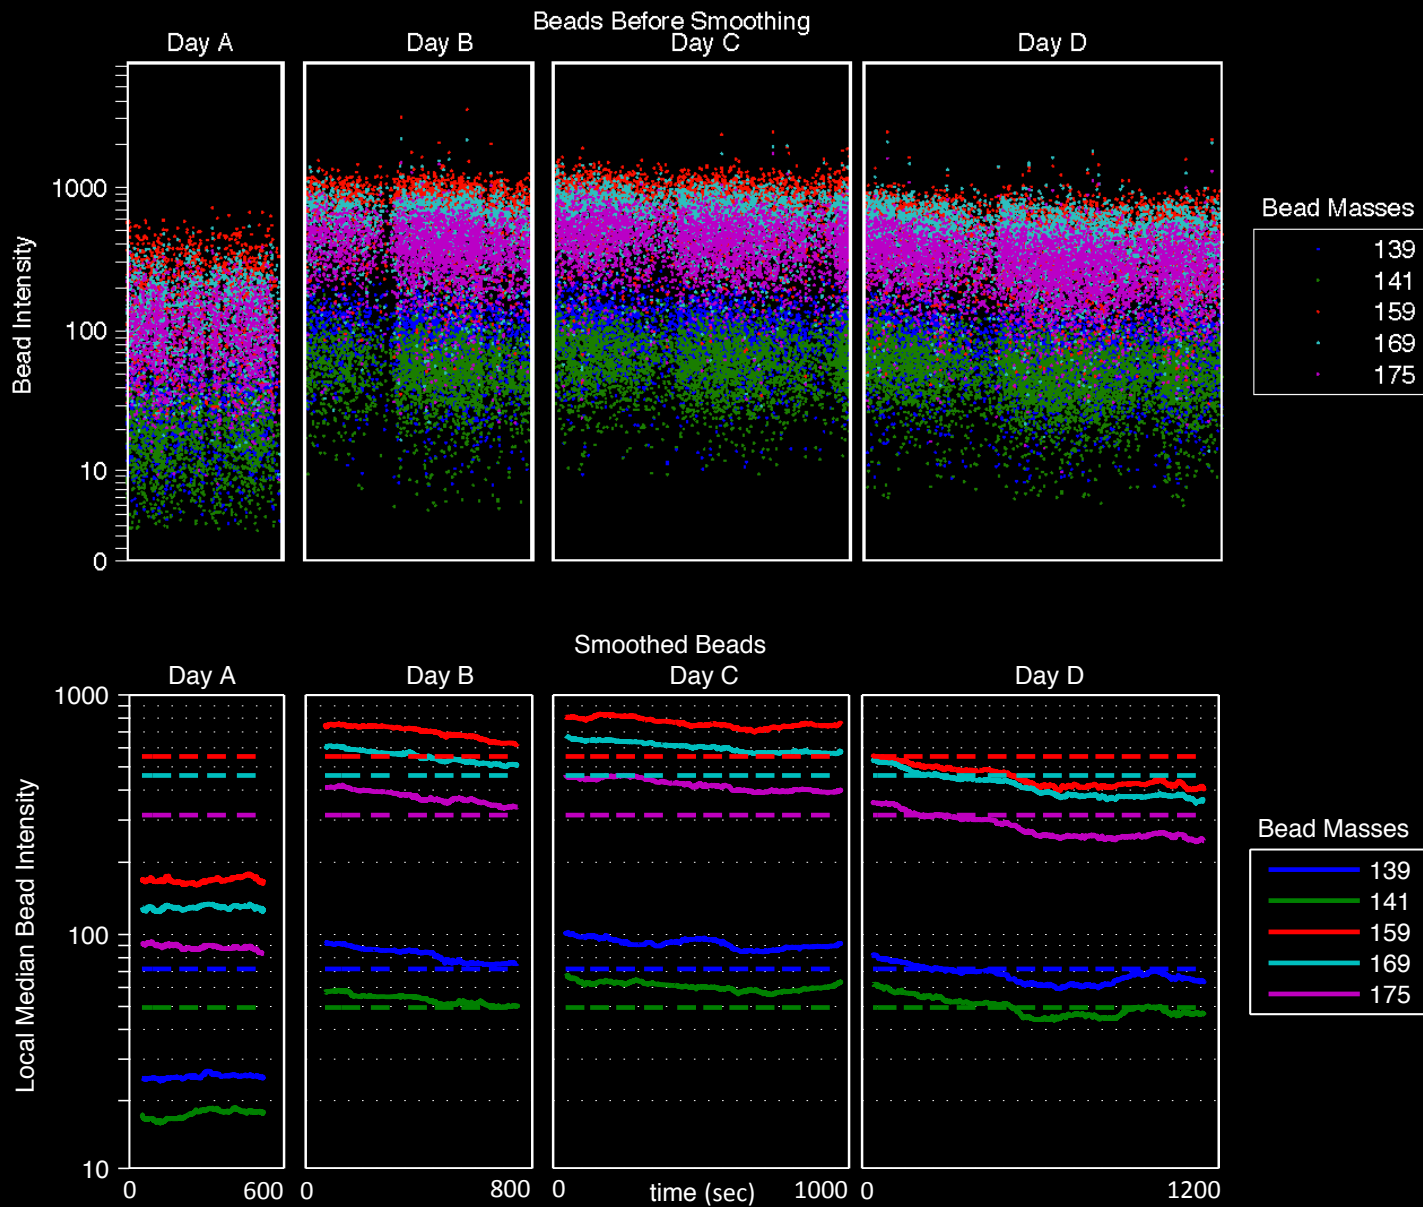 Beads Before Smoothing
Day A Day B Day C Day D
1000
100
10
0
Bead Intensity
Bead Masses
139
141
159
169
175
Smoothed Beads
Day A Day B Day C Day D
1000
100
10
Local Median Bead Intensity
0 600 0 800 0 time (sec) 1000 0 1200
Bead Masses
139
141
159
169
175